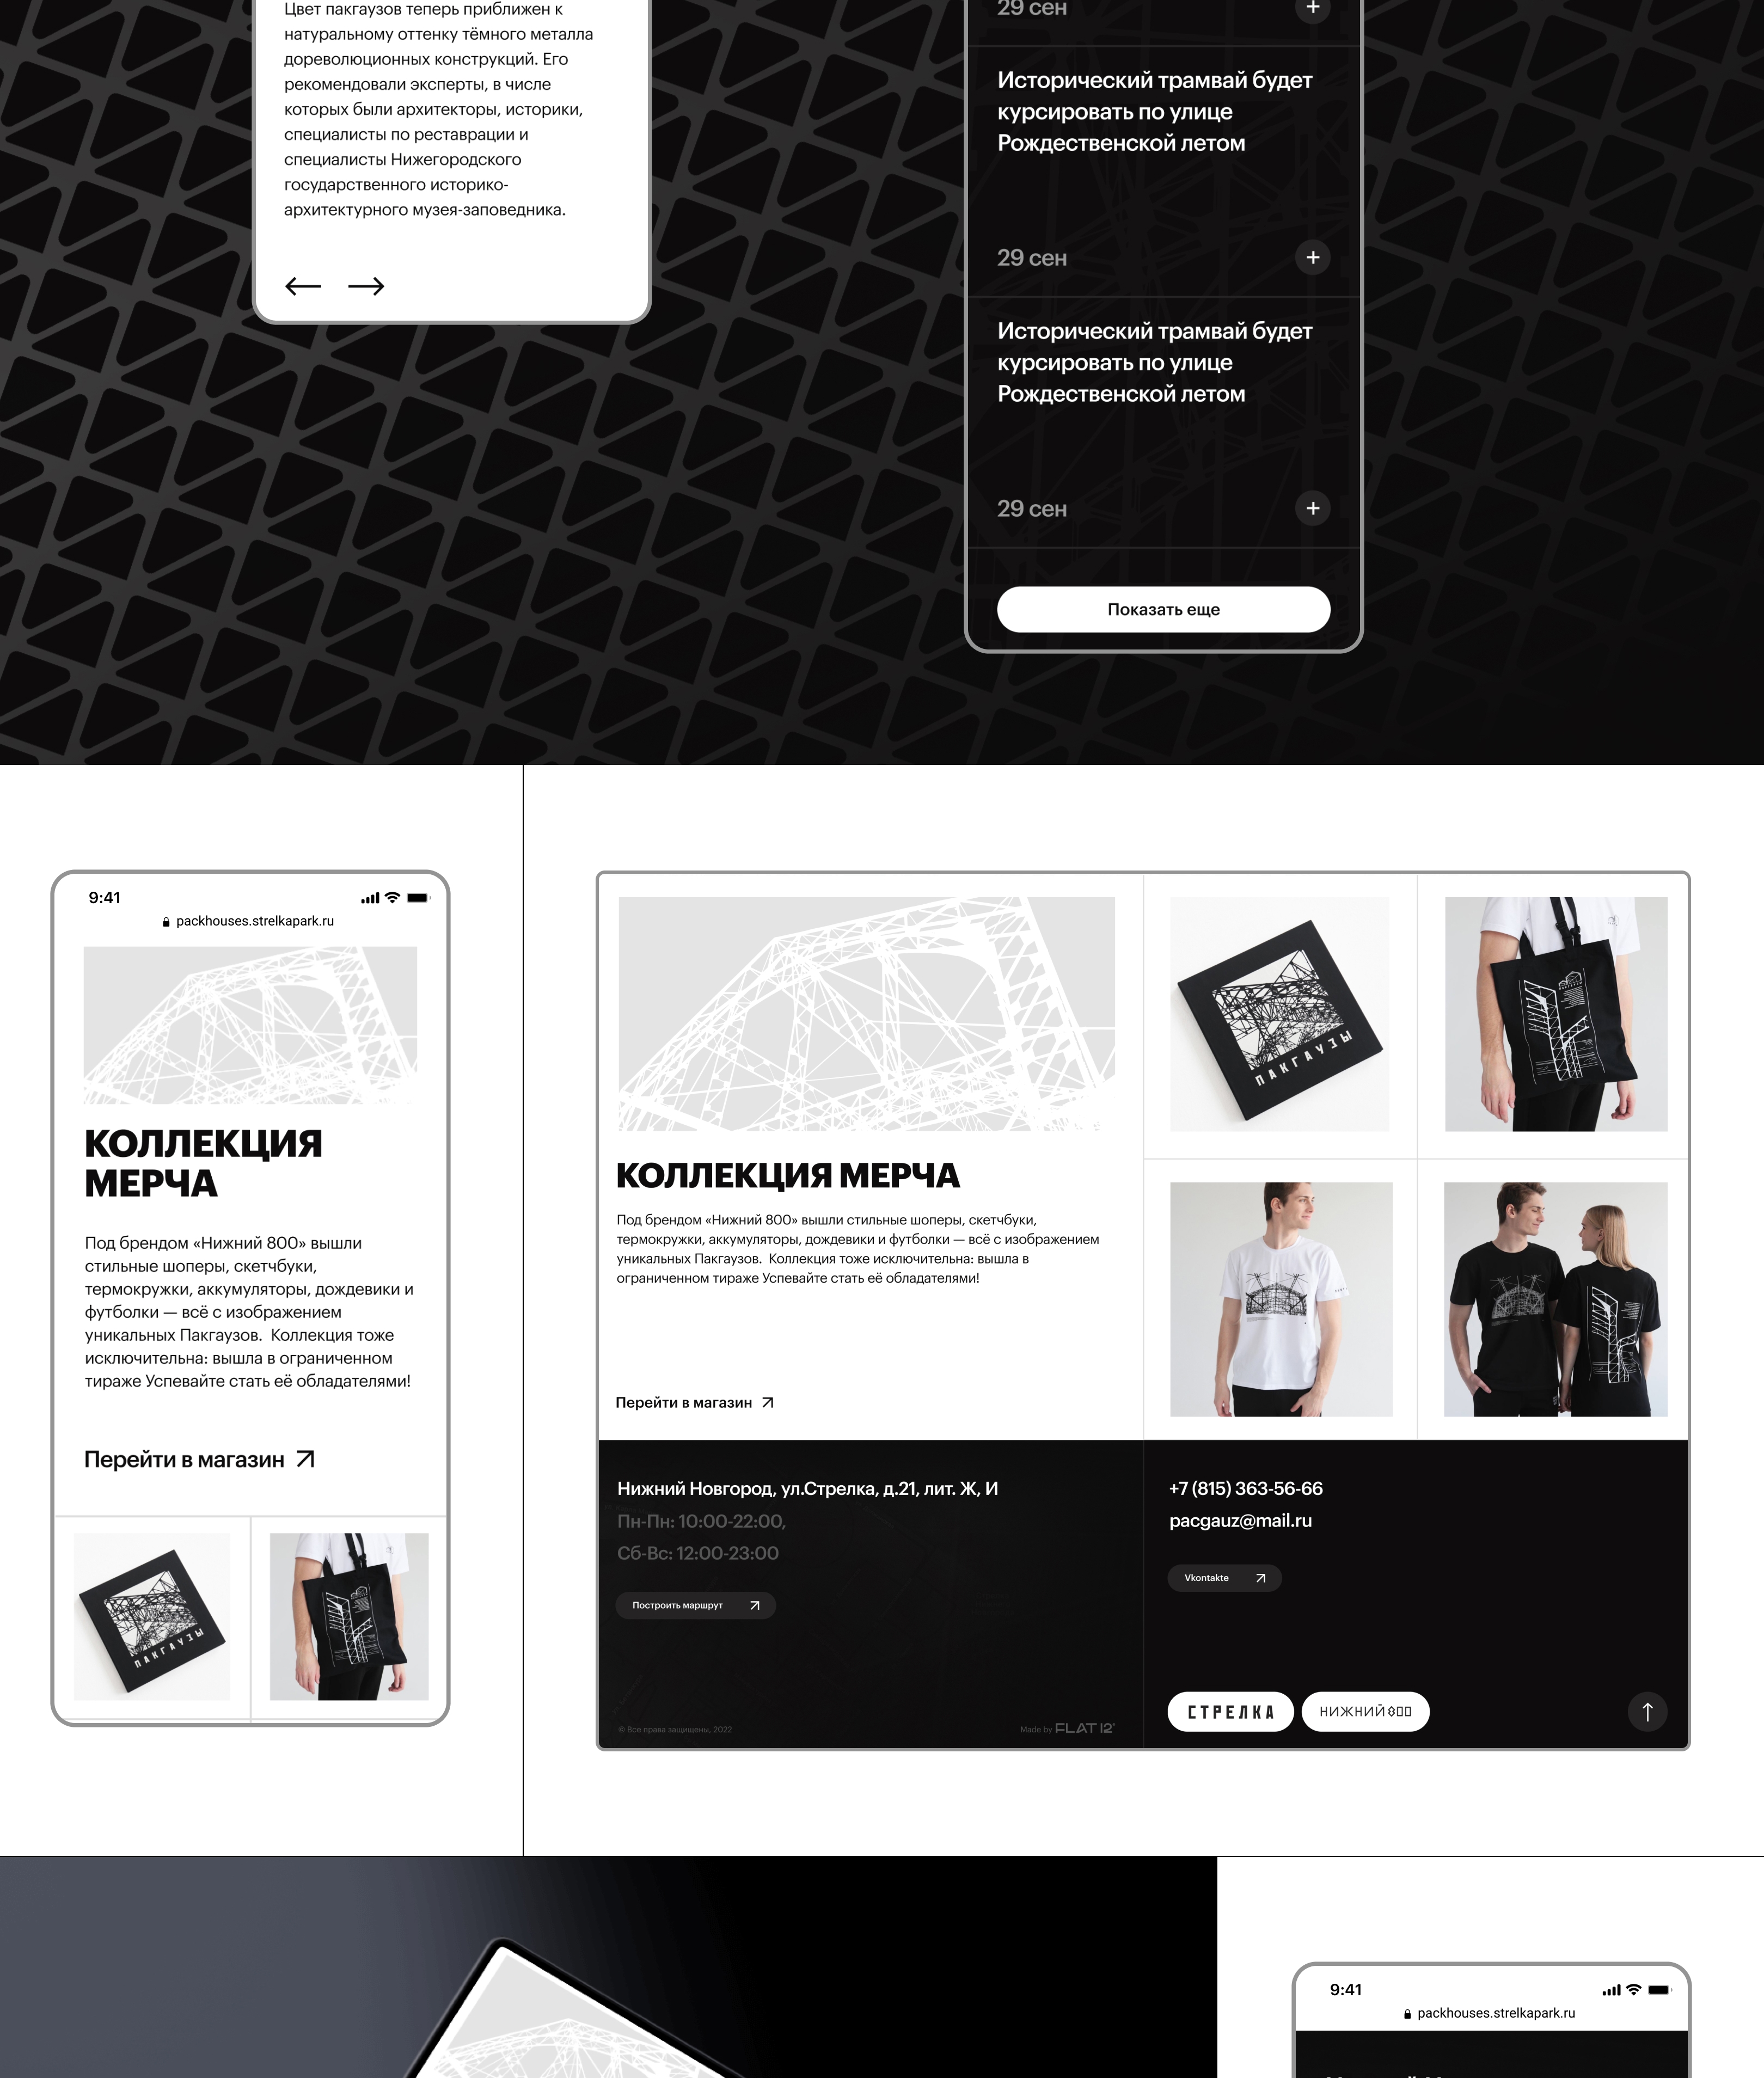 Цвет пакгаузов теперь приближен к
натуральному оттенку тёмного металла
дореволюционных конструкций. Его
рекомендовали эксперты, в числе
которых были архитекторы, историки,
специалисты по реставрации и
специалисты Нижегородского
государственного историко-
архитектурного музея-заповедника.
29 сен
Исторический трамвай будет
курсировать по улице
Рождественской летом
29 сен
Исторический трамвай будет
курсировать по улице
Рождественской летом
29 сен
Показать еще
9:41
packhouses.strelkapark.ru
КОЛЛЕКЦИЯ
МЕРЧА
Под брендом «Нижний 800» вышли
стильные шоперы, скетчбуки,
термокружки, аккумуляторы, дождевики и
футболки — всё с изображением
уникальных Пакгаузов.  Коллекция тоже
исключительна: вышла в ограниченном
тираже Успевайте стать её обладателями!
Перейти в магазин
ПАКГАУЗЫ
КОЛЛЕКЦИЯ МЕРЧА
Под брендом «Нижний 800» вышли стильные шоперы, скетчбуки,
термокружки, аккумуляторы, дождевики и футболки — всё с изображением
уникальных Пакгаузов.  Коллекция тоже исключительна: вышла в
ограниченном тираже Успевайте стать её обладателями!
Перейти в магазин
ПАКГАУЗЫ
Нижний Новгород, ул.Стрелка, д.21, лит. Ж, И
Пн-Пн: 10:00-22:00,
Сб-Вс: 12:00-23:00
Построить маршрут
© Все права защищены, 2022
Made by FLAT12°
+7 (815) 363-56-66
pacgauz@mail.ru
Vkontakte
СТРЕЛКА
НИЖНИЙ800
9:41
packhouses.strelkapark.ru